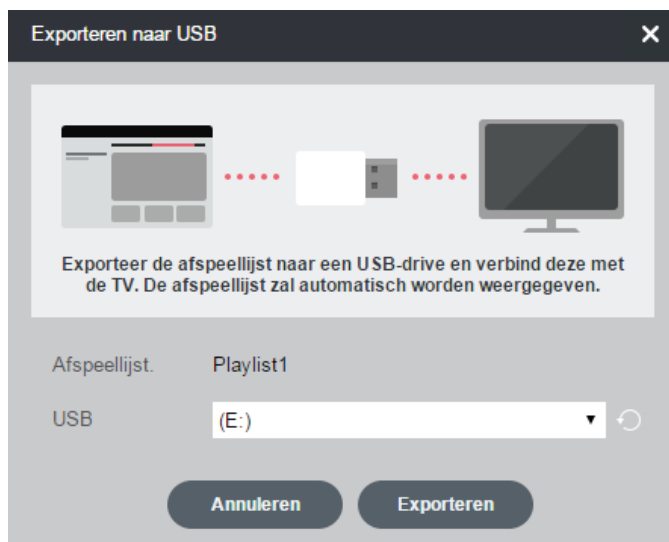 Exporteren naar USB
Exporteer de afspeellijst naar een USB-drive en verbind deze met
de TV. De afspeellijst zal automatisch worden weergegeven.
Afspeellijst. Playlist1
USB (E:)
Annuleren Exporteren